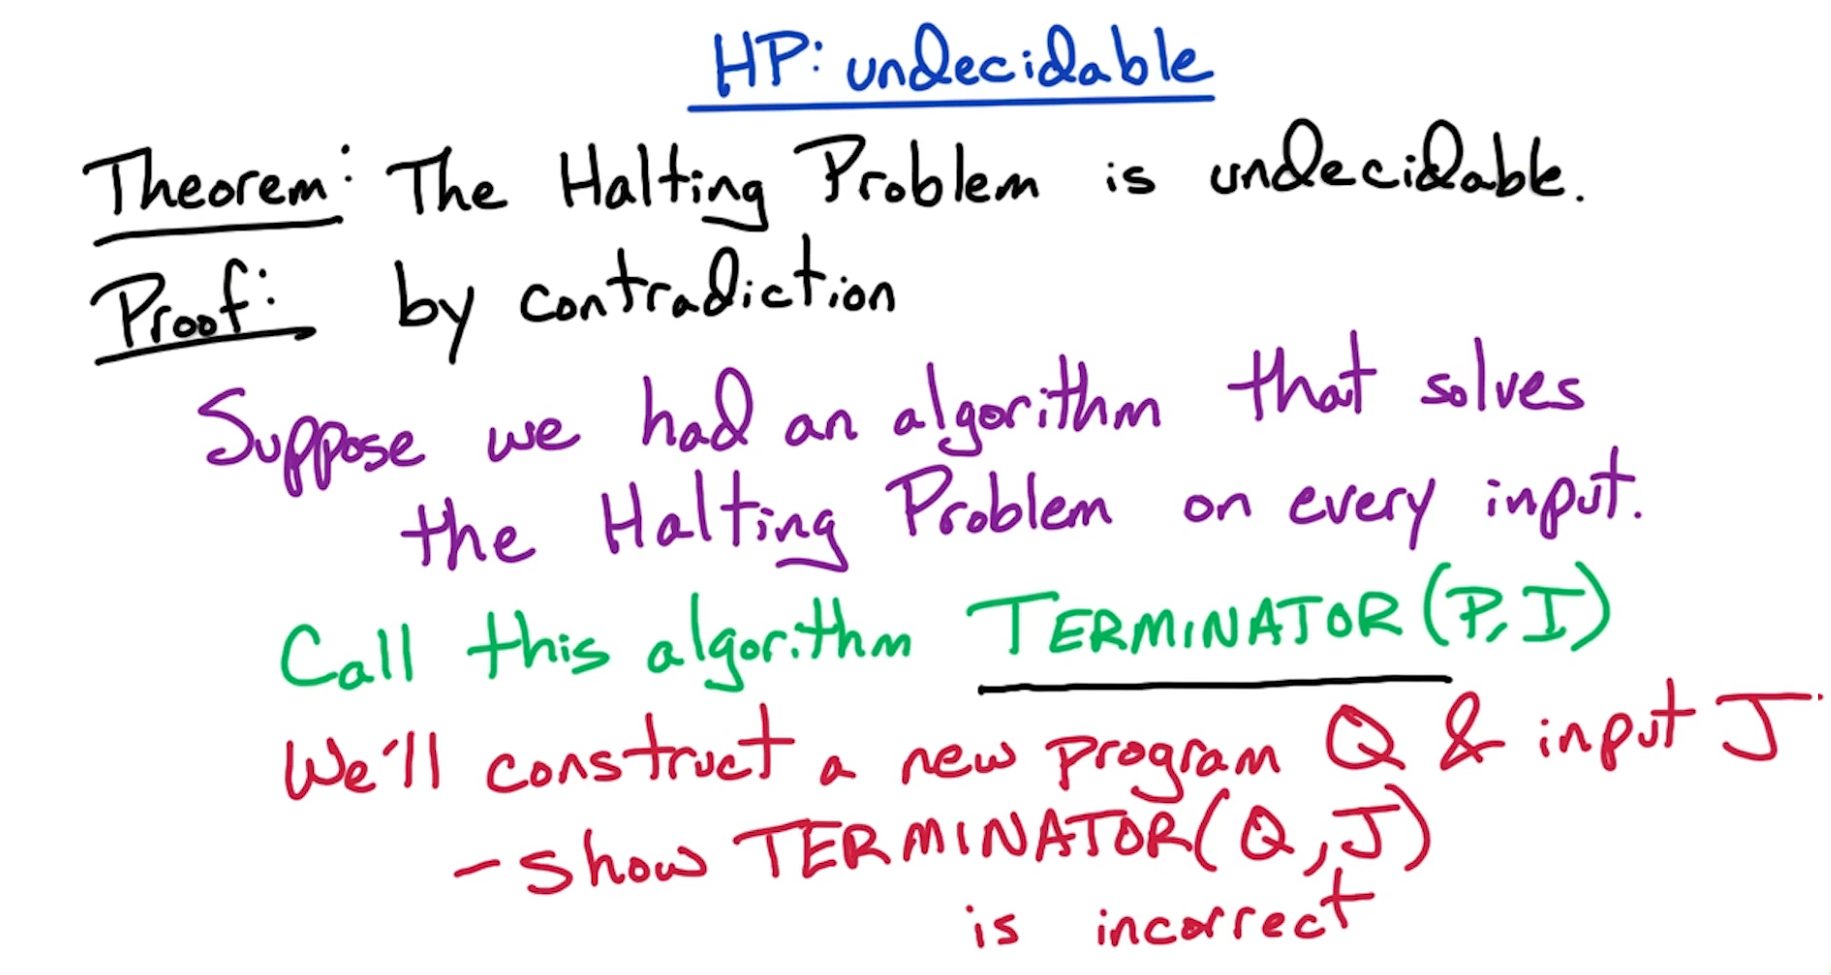 HP: undecidable
Theorem: The Halting Problem is undecidable.
Proof: by contradiction
Suppose we had an algorithm that solves
the Halting Problem on every input.
Call this algorithm TERMINATOR(P, I)
We'll construct a new program Q & input J
- show TERMINATOR(Q, J)
is incorrect